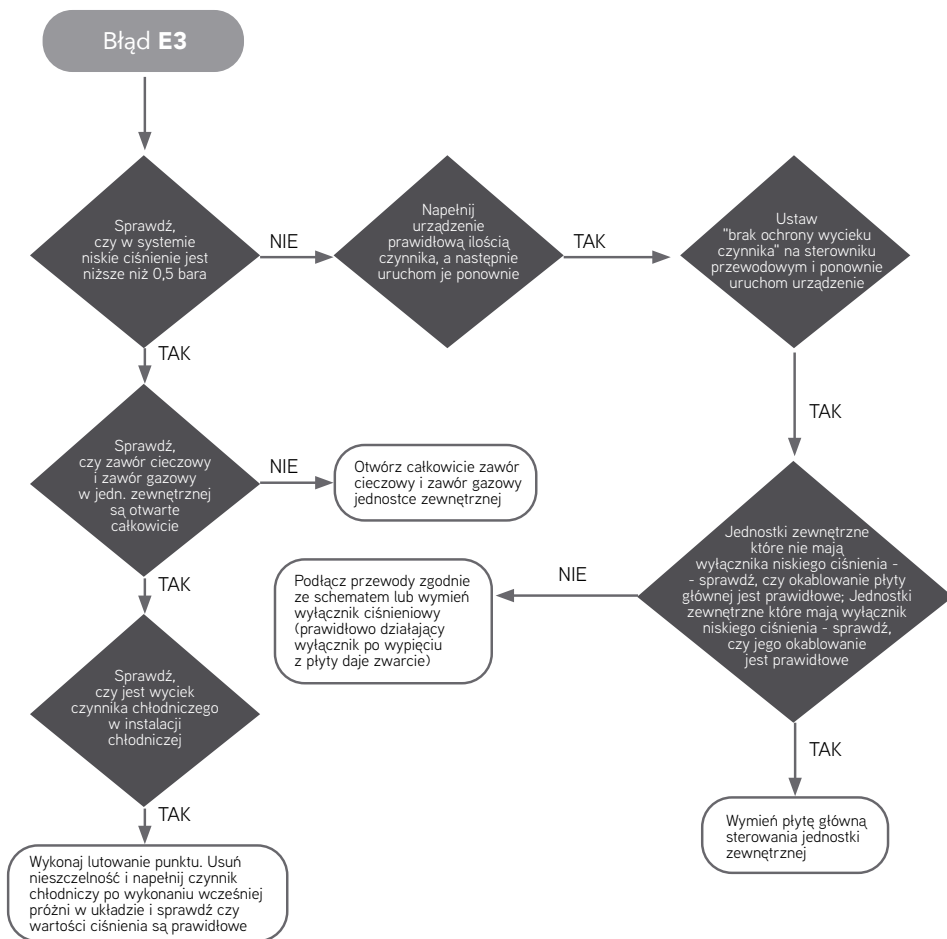 Błąd E3
Sprawdź,
czy w systemie
niskie ciśnienie jest
niższe niż 0,5 bara
NIE
Napełnij
urządzenie
prawidłową ilością
czynnika, a następnie
uruchom je ponownie
TAK
Ustaw
"brak ochrony wycieku
czynnika" na sterowniku
przewodowym i ponownie
uruchom urządzenie
TAK
TAK
Sprawdź,
czy zawór cieczowy
i zawór gazowy
w jedn. zewnętrznej
są otwarte
całkowicie
NIE
Otwórz całkowicie zawór
cieczowy i zawór gazowy
jednostce zewnętrznej
Jednostki zewnętrzne
które nie mają
wyłącznika niskiego ciśnienia -
- sprawdź, czy okablowanie płyty
głównej jest prawidłowe; Jednostki
zewnętrzne które mają wyłącznik
niskiego ciśnienia - sprawdź,
czy jego okablowanie
jest prawidłowe
NIE
Podłącz przewody zgodnie
ze schematem lub wymień
wyłącznik ciśnieniowy
(prawidłowo działający
wyłącznik po wypięciu
z płyty daje zwarcie)
TAK
Sprawdź,
czy jest wyciek
czynnika chłodniczego
w instalacji
chłodniczej
TAK
Wymień płytę główną
sterowania jednostki
zewnętrznej
TAK
Wykonaj lutowanie punktu. Usuń
nieszczelność i napełnij czynnik
chłodniczy po wykonaniu wcześniej
próżni w układzie i sprawdź czy
wartości ciśnienia są prawidłowe